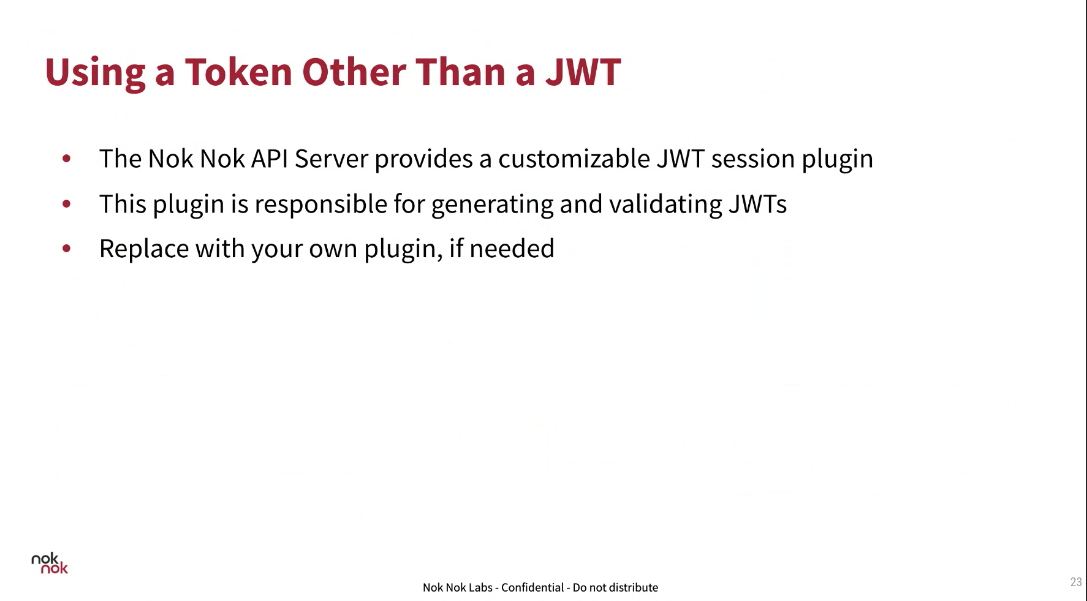 Using a Token Other Than a JWT
• The Nok Nok API Server provides a customizable JWT session plugin
• This plugin is responsible for generating and validating JWTs
• Replace with your own plugin, if needed
nok
nok
Nok Nok Labs - Confidential - Do not distribute
23